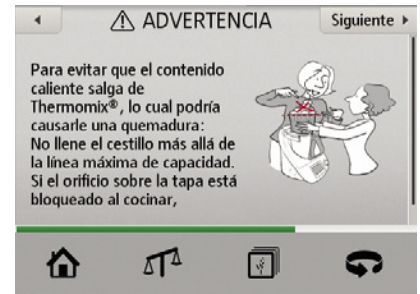 ADVERTENCIA
Siguiente
Para evitar que el contenido
caliente salga de
Thermomix®, lo cual podría
causarle una quemadura:
No llene el cestillo más allá de
la línea máxima de capacidad.
Si el orificio sobre la tapa está
bloqueado al cocinar,